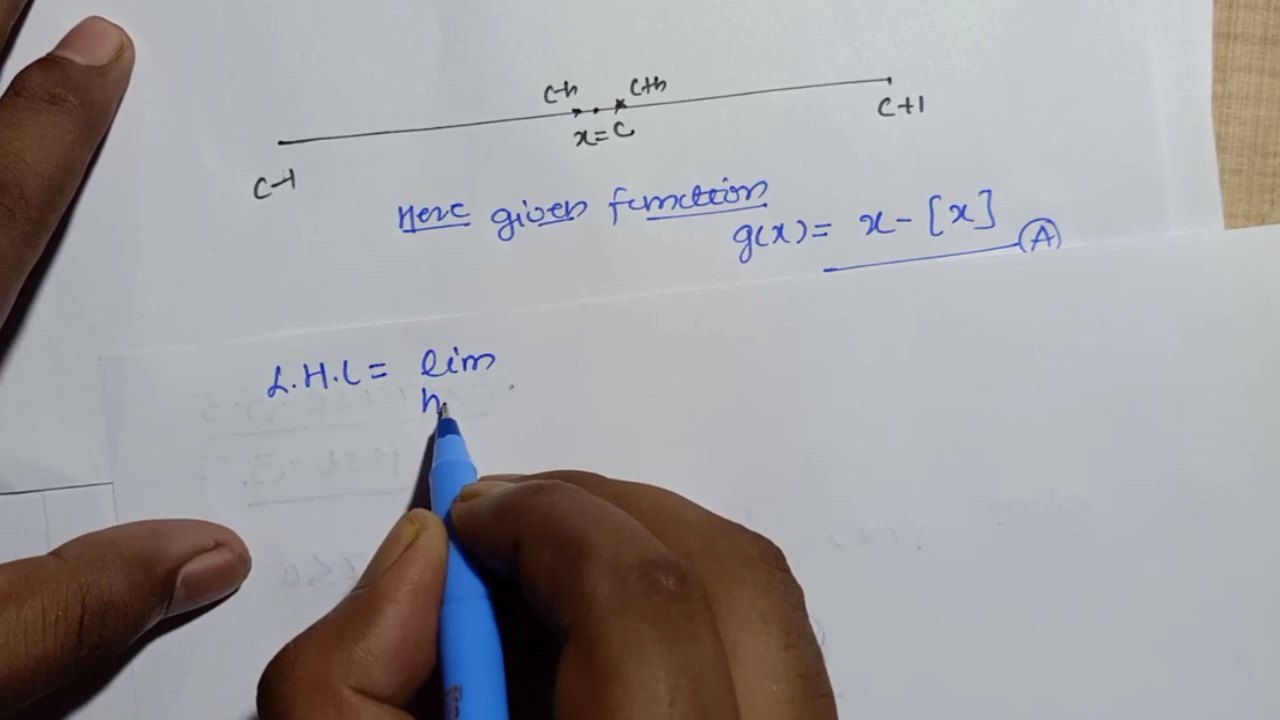 C-h C+h
x=C
C-1 C+1
Here given function
g(x)= x-[x] A
L.H.L= lim
h